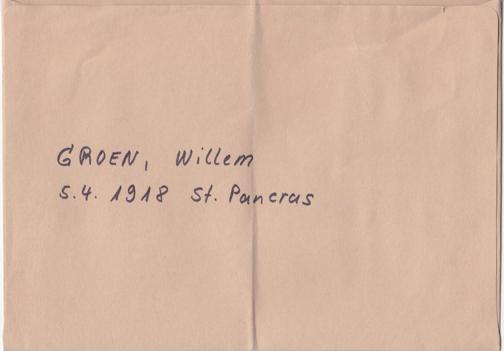 GROEN, Willem
5.4. 1918 St. Pancras